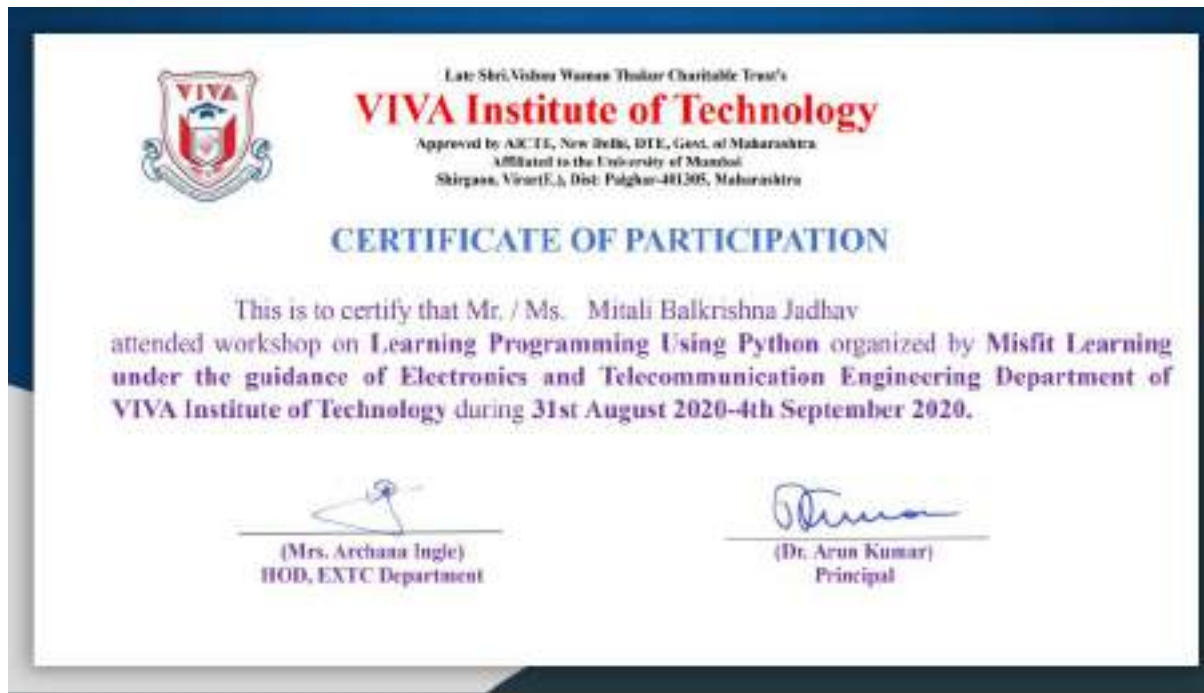 VIVA
Late Shri.Vishnu Waman Thakur Charitable Trust's
VIVA Institute of Technology
Approved by AICTE, New Delhi, DTE, Govt. of Maharashtra
Affiliated to the University of Mumbai
Shirgaon, Virar(E.), Dist: Palghar-401305, Maharashtra
CERTIFICATE OF PARTICIPATION
This is to certify that Mr. / Ms. Mitali Balkrishna Jadhav
attended workshop on Learning Programming Using Python organized by Misfit Learning
under the guidance of Electronics and Telecommunication Engineering Department of
VIVA Institute of Technology during 31st August 2020-4th September 2020.
(Mrs. Archana Ingle)
HOD, EXTC Department
(Dr. Arun Kumar)
Principal